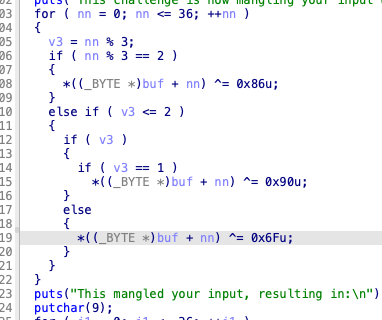 02 puts("This challenge is now mangling your input
03 for ( nn = 0; nn <= 36; ++nn )
04 {
05 v3 = nn % 3;
06 if ( nn % 3 == 2 )
07 {
08 *((_BYTE *)buf + nn) ^= 0x86u;
09 }
10 else if ( v3 <= 2 )
11 {
12 if ( v3 )
13 {
14 if ( v3 == 1 )
15 *((_BYTE *)buf + nn) ^= 0x90u;
16 }
17 else
18 {
19 *((_BYTE *)buf + nn) ^= 0x6Fu;
20 }
21 }
22 }
23 puts("This mangled your input, resulting in:\n")
24 putchar(9);